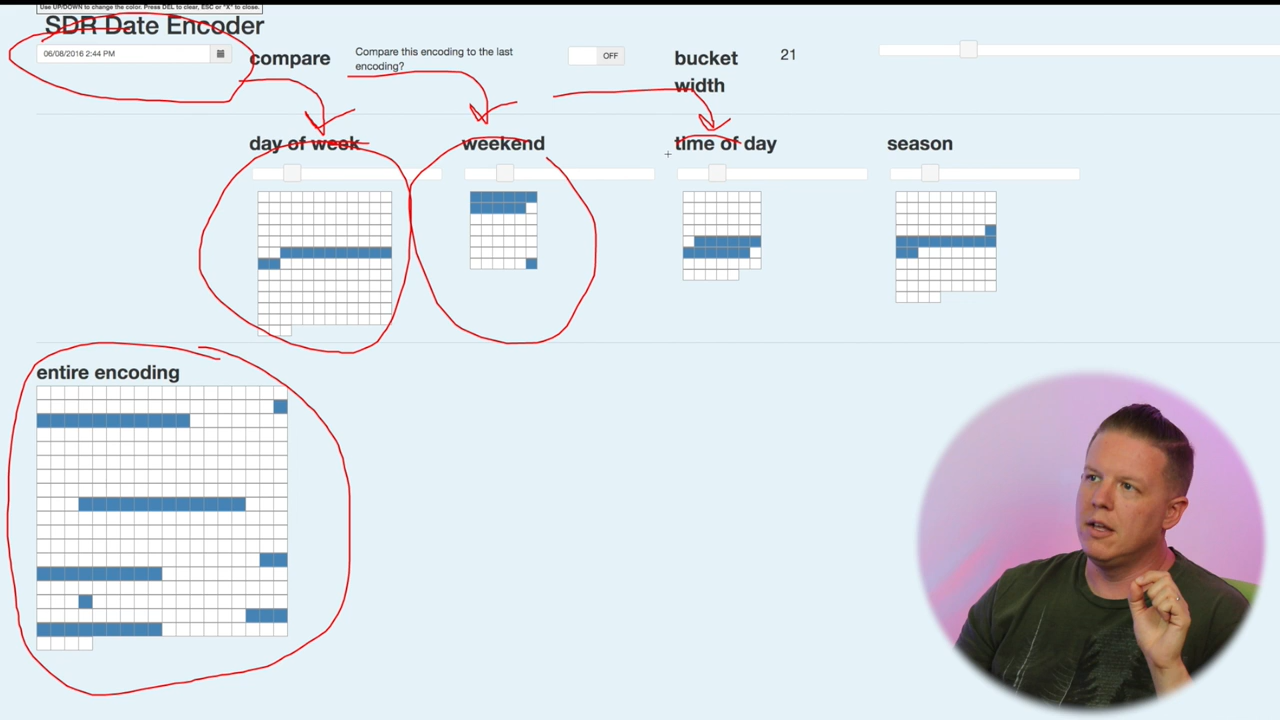 Use UP/DOWN to change the color. Press DEL to clear, ESC or "X" to close.
SDR Date Encoder
06/08/2016 2:44 PM
compare
Compare this encoding to the last
encoding?
OFF
bucket
width
21
day of week
weekend
time of day
season
entire encoding